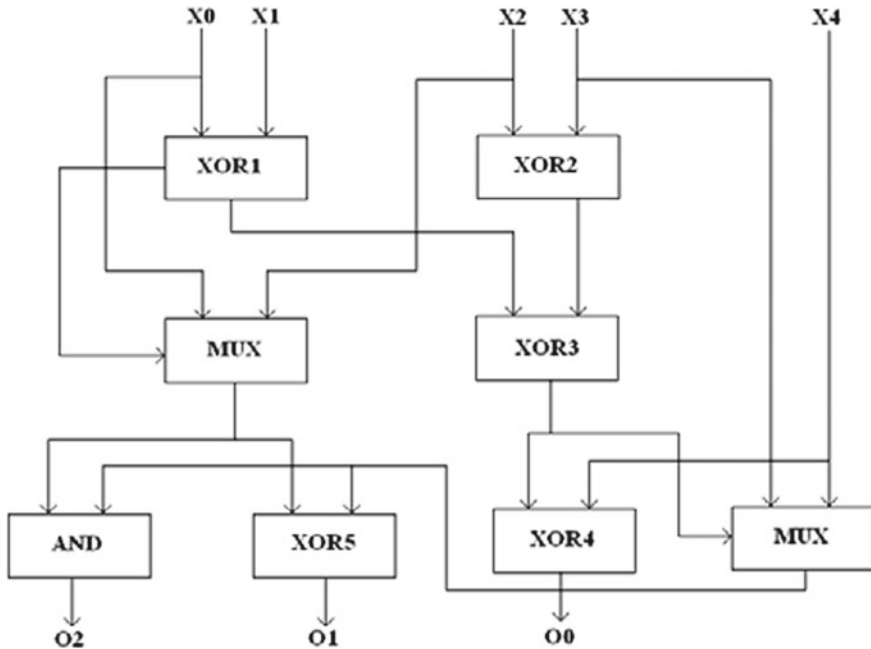 X0 X1 X2 X3 X4
XOR1 XOR2
MUX XOR3
AND XOR5 XOR4 MUX
O2 O1 O0